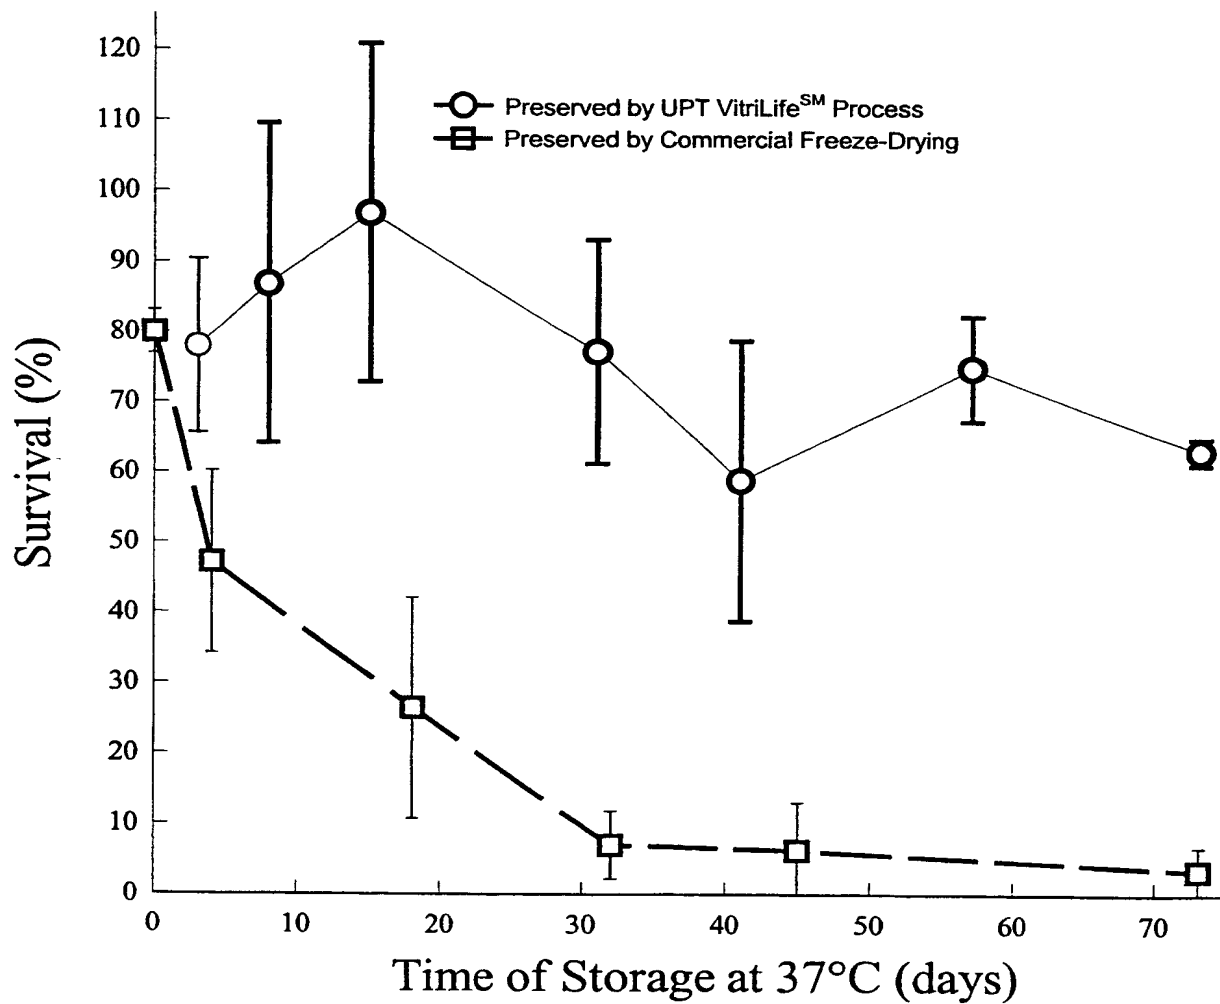 120
110
100
90
80
70
60
50
40
30
20
10
0
Survival (%)
Preserved by UPT VitriLife℠ Process
Preserved by Commercial Freeze-Drying
0 10 20 30 40 50 60 70
Time of Storage at 37°C (days)